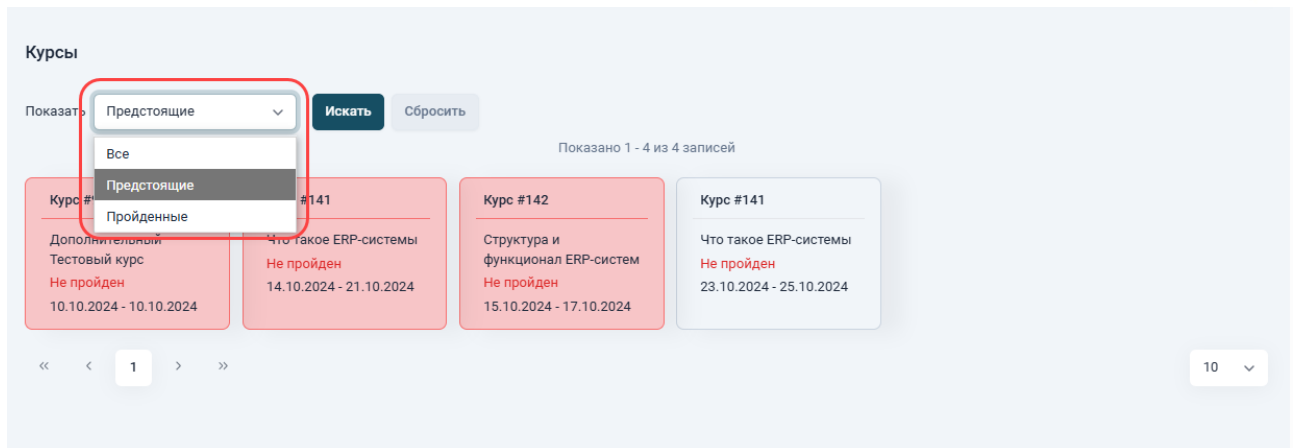 Курсы
Показать Предстоящие Искать Сбросить
Все
Предстоящие
Пройденные
Показано 1 - 4 из 4 записей
Курс #
Дополнительный
Тестовый курс
Не пройден
10.10.2024 - 10.10.2024
#141
Что такое ERP-системы
Не пройден
14.10.2024 - 21.10.2024
Курс #142
Структура и
функционал ERP-систем
Не пройден
15.10.2024 - 17.10.2024
Курс #141
Что такое ERP-системы
Не пройден
23.10.2024 - 25.10.2024
« ‹ 1 › »
10